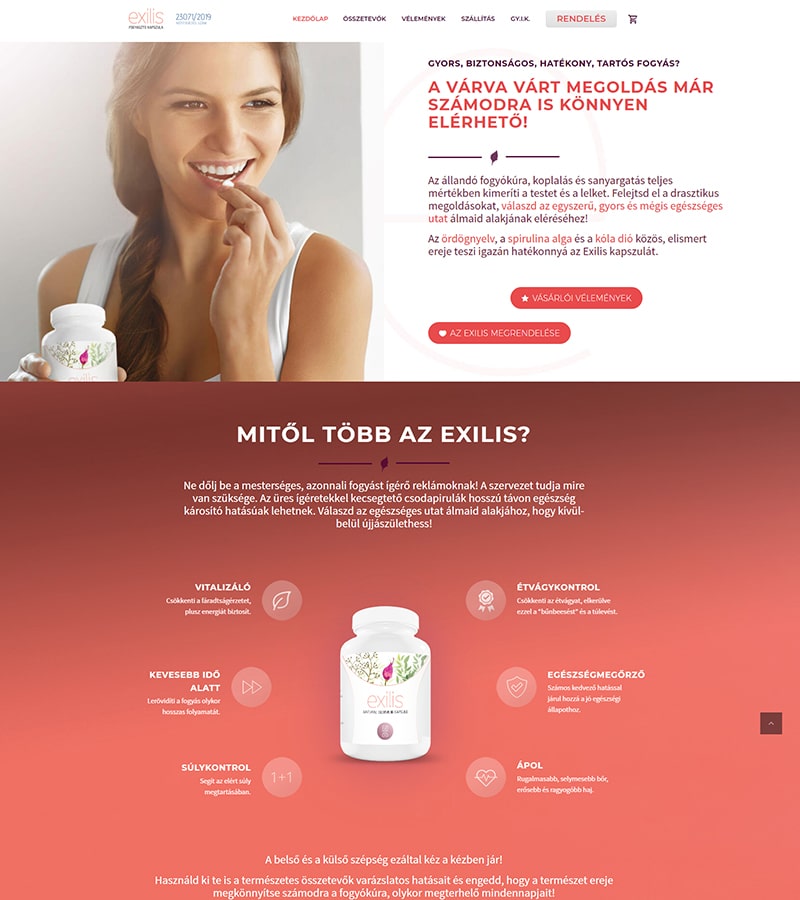 exilis
FOGYASZTÓ KAPSZULA
23071/2019
KEZDŐLAP ÖSSZETEVŐK VÉLEMÉNYEK SZÁLLÍTÁS GY.I.K. RENDELÉS
GYORS, BIZTONSÁGOS, HATÉKONY, TARTÓS FOGYÁS?
A VÁRVA VÁRT MEGOLDÁS MÁR
SZÁMODRA IS KÖNNYEN
ELÉRHETŐ!
Az állandó fogyókúra, koplalás és sanyargatás teljes
mértékben kimeríti a testet és a lelket. Felejtsd el a drasztikus
megoldásokat, válaszd az egyszerű, gyors és mégis egészséges
utat álmaid alakjának eléréséhez!
Az ördögnyelv, a spirulina alga és a kóla dió közös, elismert
ereje teszi igazán hatékonnyá az Exilis kapszulát.
VÁSÁRLÓI VÉLEMÉNYEK
AZ EXILIS MEGRENDELÉSE
exilis
MITŐL TÖBB AZ EXILIS?
Ne dőlj be a mesterséges, azonnali fogyást ígérő reklámoknak! A szervezet tudja mire
van szüksége. Az üres ígéretekkel kecsegtető csodapirulák hosszú távon egészség
károsító hatásúak lehetnek. Válaszd az egészséges utat álmaid alakjához, hogy kívül-
belül újjászülethess!
VITALIZÁLÓ
Csökkenti a fáradtságérzetet,
plusz energiát biztosít.
KEVESEBB IDŐ
ALATT
Lerövidíti a fogyás olykor
hosszas folyamatát.
SÚLYKONTROL
Segít az elért súly
megtartásában.
1+1
exilis
ÉTVÁGYKONTROL
Csökkenti az étvágyat, elkerülve
ezzel a "bűnbeesést" és a túlevést.
EGÉSZSÉGMEGŐRZŐ
Számos kedvező hatással
járul hozzá a jó egészségi
állapothoz.
ÁPOL
Rugalmasabb, selymesebb bőr,
erősebb és ragyogóbb haj.
A belső és a külső szépség ezáltal kéz a kézben jár!
Használd ki te is a természetes összetevők varázslatos hatásait és engedd, hogy a természet ereje
megkönnyítse számodra a fogyókúra, olykor megterhelő mindennapjait!